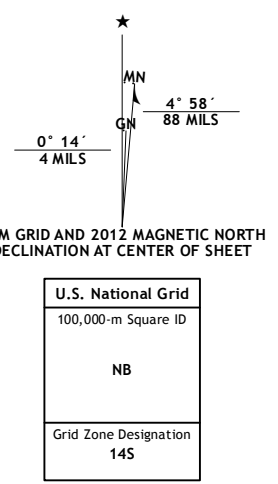 ★
MN
GN
4° 58´
88 MILS
0° 14´
4 MILS
M GRID AND 2012 MAGNETIC NORTH
DECLINATION AT CENTER OF SHEET
U.S. National Grid
100,000-m Square ID
NB
Grid Zone Designation
14S